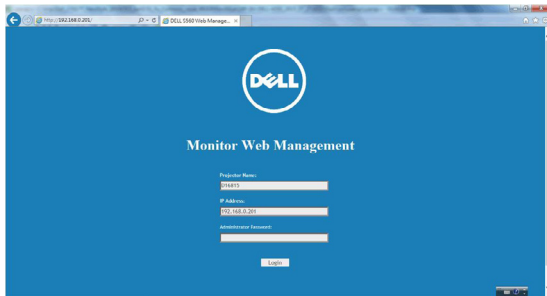 http://192.168.0.201/
DELL S560 Web Manage...
DELL
Monitor Web Management
Projector Name:
IP Address:
192.168.0.201
Administrator Password:
Login